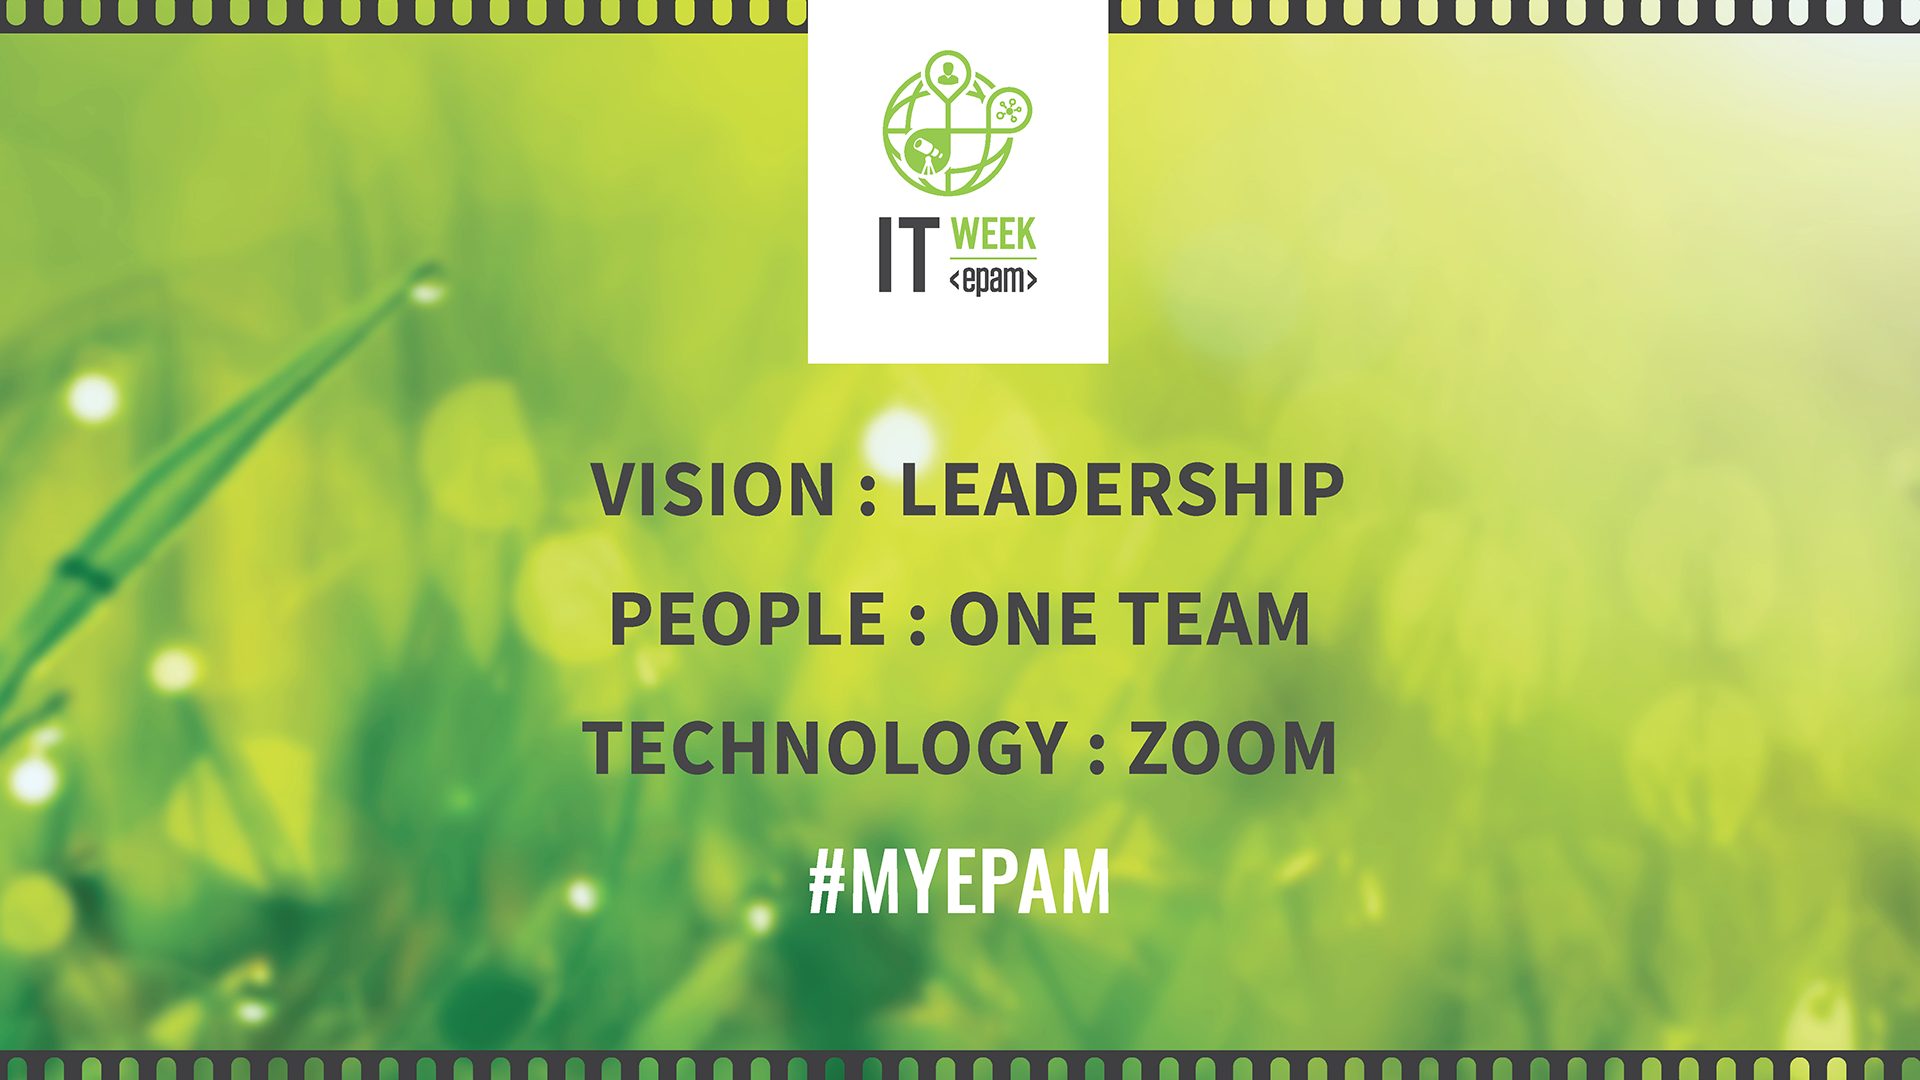 IT WEEK
<epam>
VISION : LEADERSHIP
PEOPLE : ONE TEAM
TECHNOLOGY : ZOOM
#MYEPAM